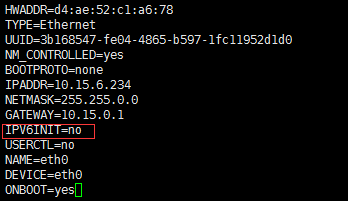 HWADDR=d4:ae:52:c1:a6:78
TYPE=Ethernet
UUID=3b168547-fe04-4865-b597-1fc11952d1d0
NM_CONTROLLED=yes
BOOTPROTO=none
IPADDR=10.15.6.234
NETMASK=255.255.0.0
GATEWAY=10.15.0.1
IPV6INIT=no
USERCTL=no
NAME=eth0
DEVICE=eth0
ONBOOT=yes